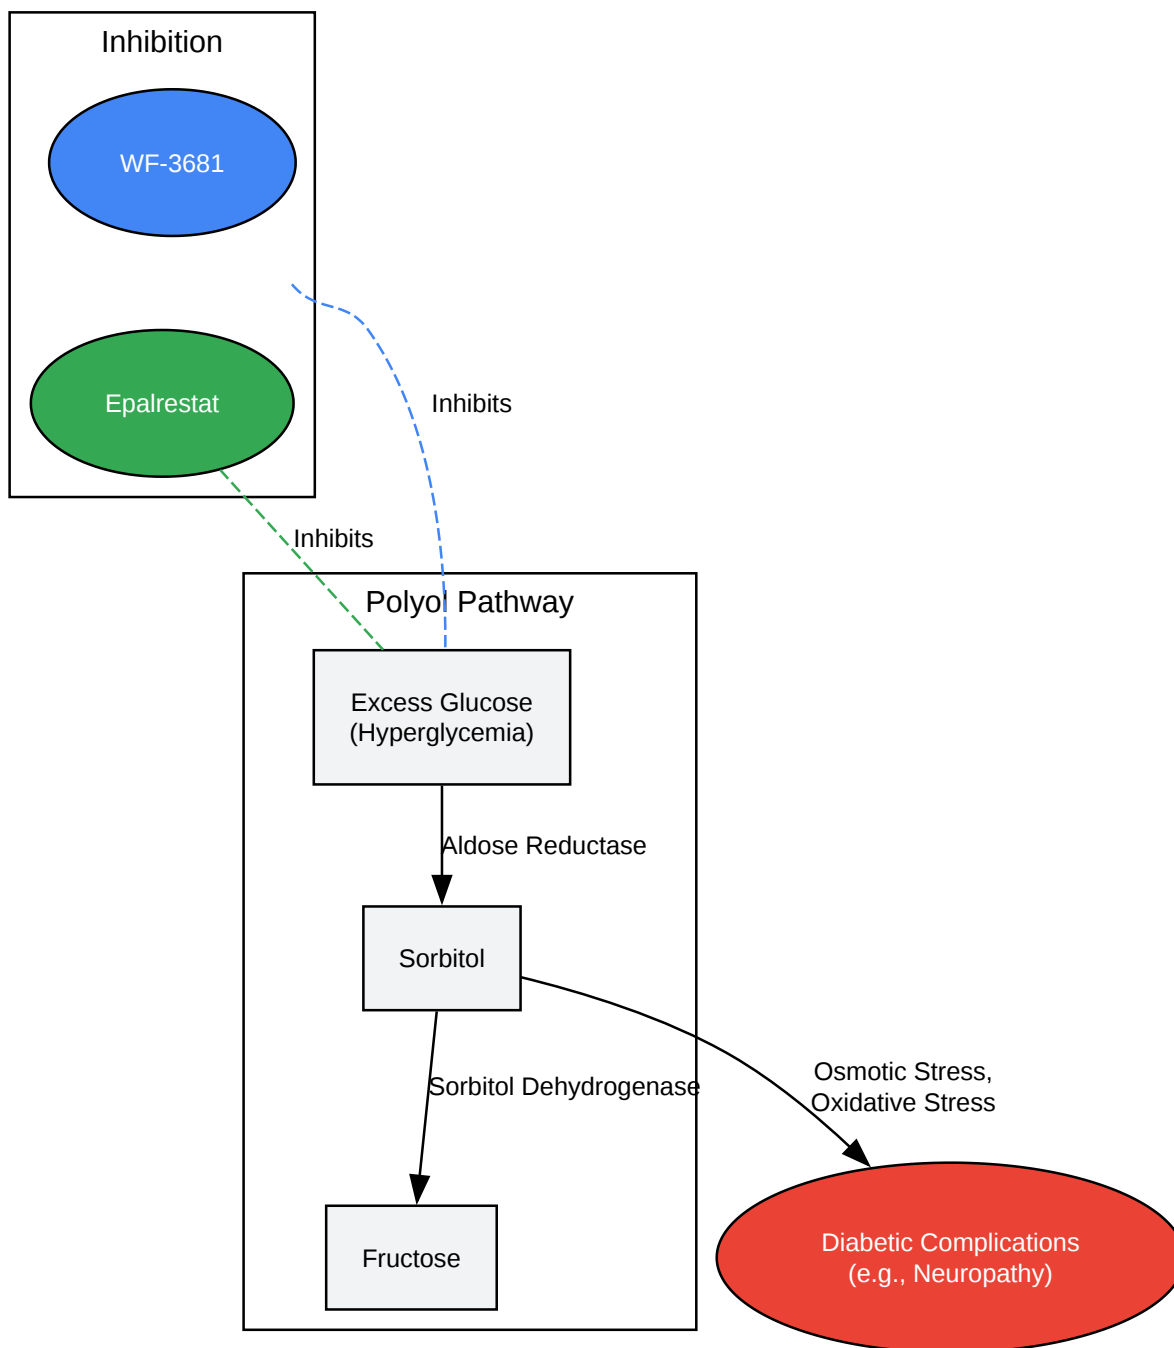 Inhibition
WF-3681
Epalrestat
Inhibits
Inhibits
Polyol Pathway
Excess Glucose
(Hyperglycemia)
Aldose Reductase
Sorbitol
Osmotic Stress,
Oxidative Stress
Sorbitol Dehydrogenase
Diabetic Complications
(e.g., Neuropathy)
Fructose